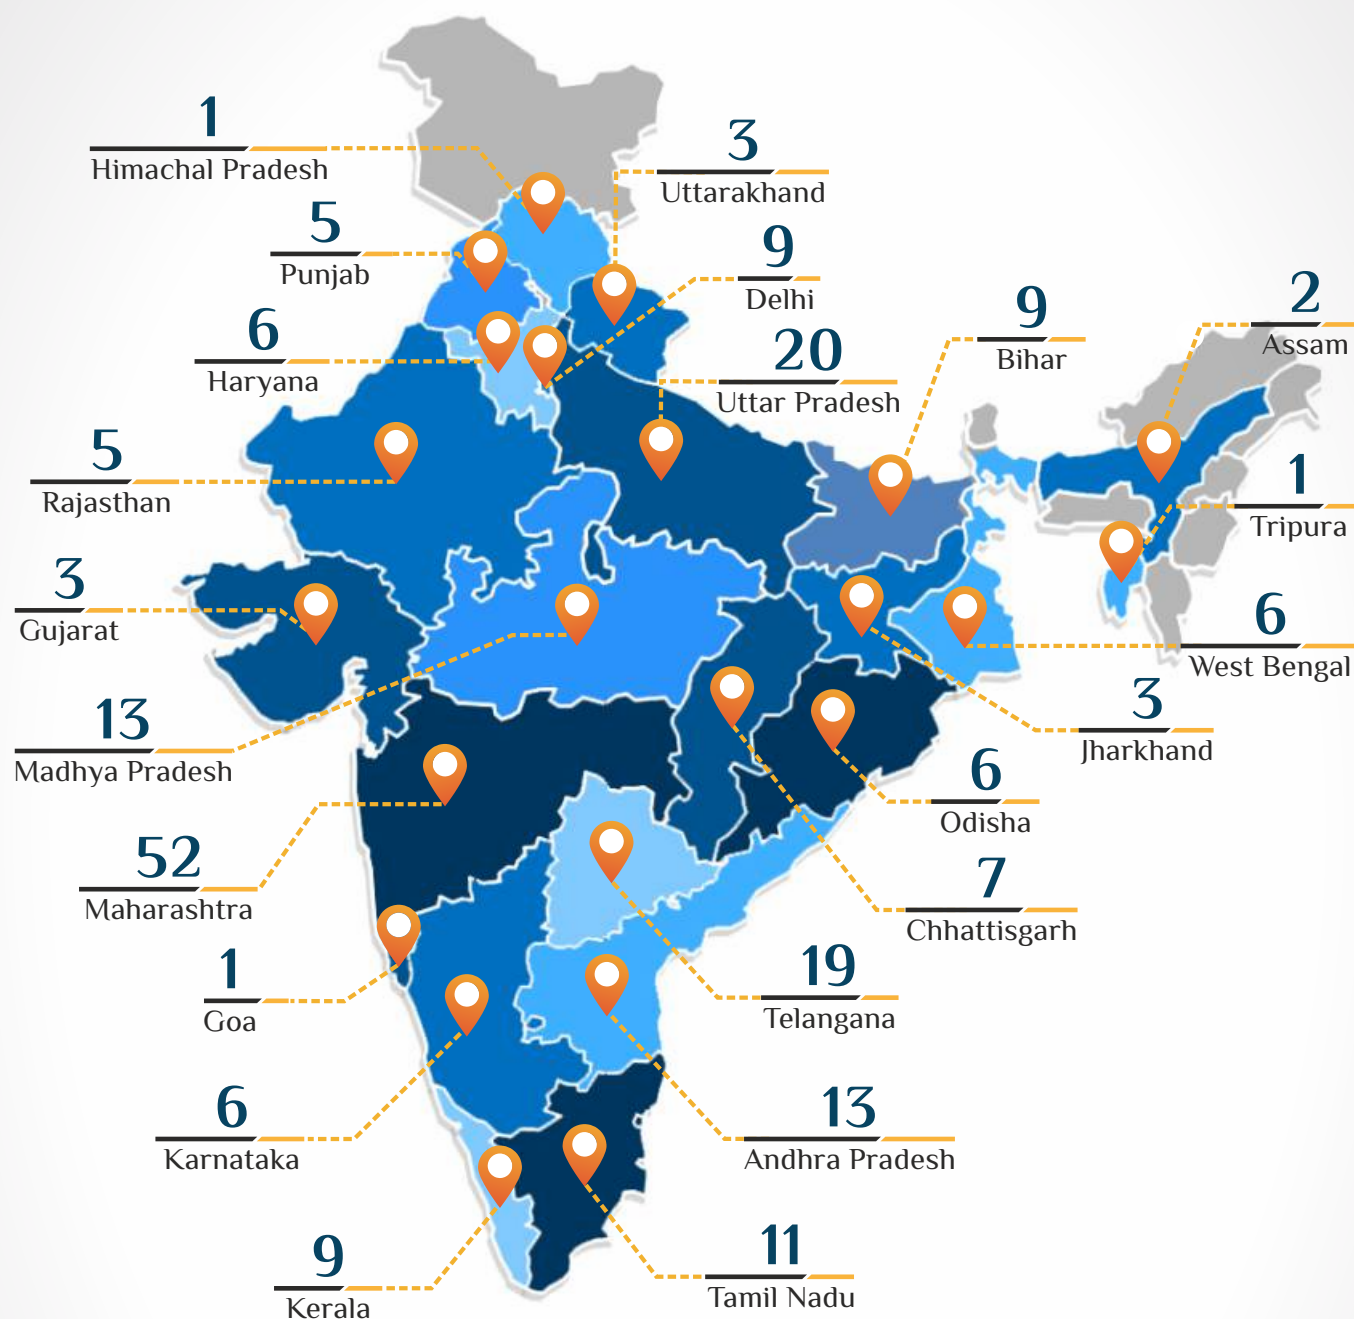 1
Himachal Pradesh
3
Uttarakhand
5
Punjab
9
Delhi
6
Haryana
20
Uttar Pradesh
9
Bihar
2
Assam
5
Rajasthan
1
Tripura
3
Gujarat
6
West Bengal
13
Madhya Pradesh
3
Jharkhand
6
Odisha
52
Maharashtra
7
Chhattisgarh
1
Goa
19
Telangana
6
Karnataka
13
Andhra Pradesh
9
Kerala
11
Tamil Nadu